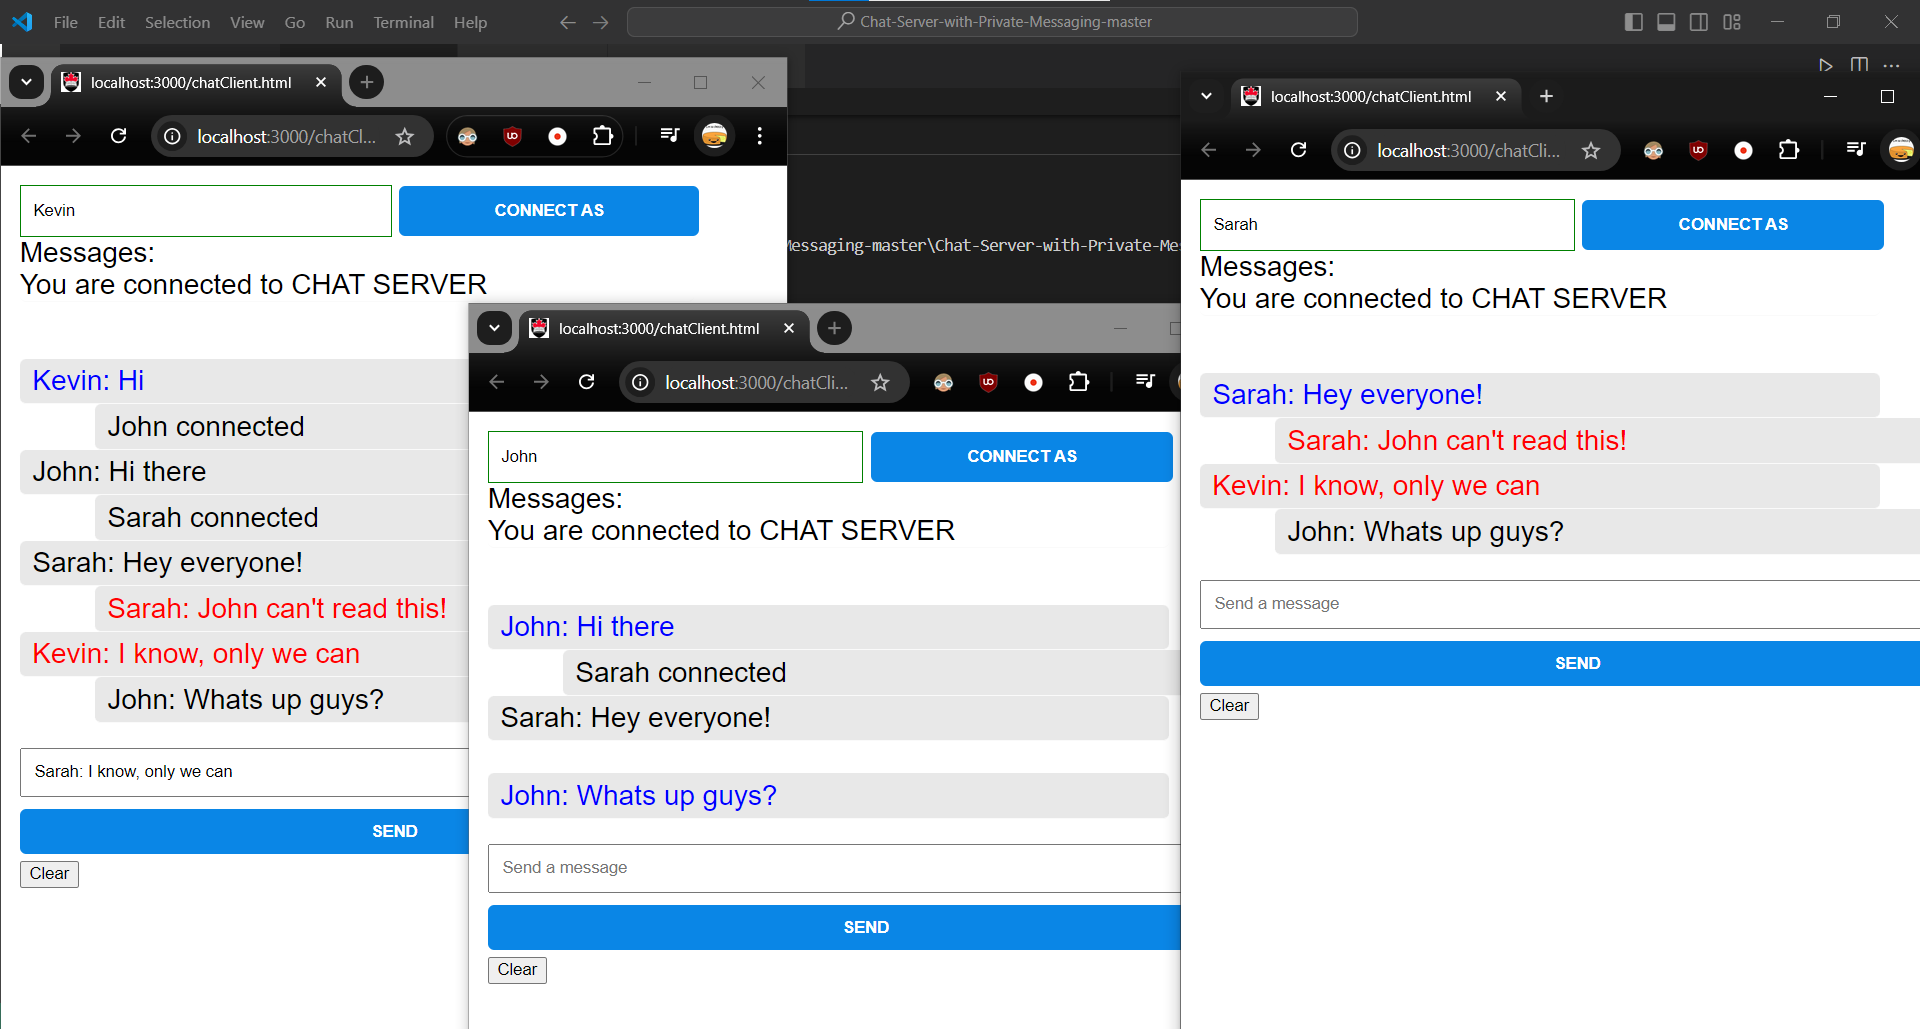 File Edit Selection View Go Run Terminal Help
Chat-Server-with-Private-Messaging-master
localhost:3000/chatClient.html
localhost:3000/chatCl...
Kevin
CONNECT AS
Messages:
You are connected to CHAT SERVER
Kevin: Hi
John connected
John: Hi there
Sarah connected
Sarah: Hey everyone!
Sarah: John can't read this!
Kevin: I know, only we can
John: Whats up guys?
Sarah: I know, only we can
SEND
Clear
Messaging-master\Chat-Server-with-Private-Me
localhost:3000/chatClient.html
localhost:3000/chatCli...
John
CONNECT AS
Messages:
You are connected to CHAT SERVER
John: Hi there
Sarah connected
Sarah: Hey everyone!
John: Whats up guys?
Send a message
SEND
Clear
localhost:3000/chatClient.html
localhost:3000/chatCli...
Sarah
CONNECT AS
Messages:
You are connected to CHAT SERVER
Sarah: Hey everyone!
Sarah: John can't read this!
Kevin: I know, only we can
John: Whats up guys?
Send a message
SEND
Clear